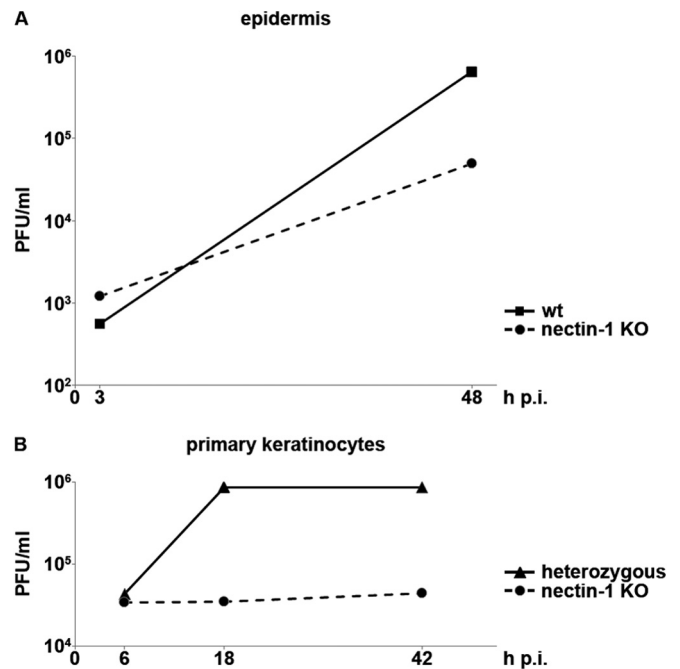 A epidermis
10⁶
10⁵
PFU/ml
10⁴
10³
wt
nectin-1 KO
10²
0 3 48 h p.i.
B primary keratinocytes
10⁶
PFU/ml
10⁵
heterozygous
nectin-1 KO
10⁴
0 6 18 42 h p.i.